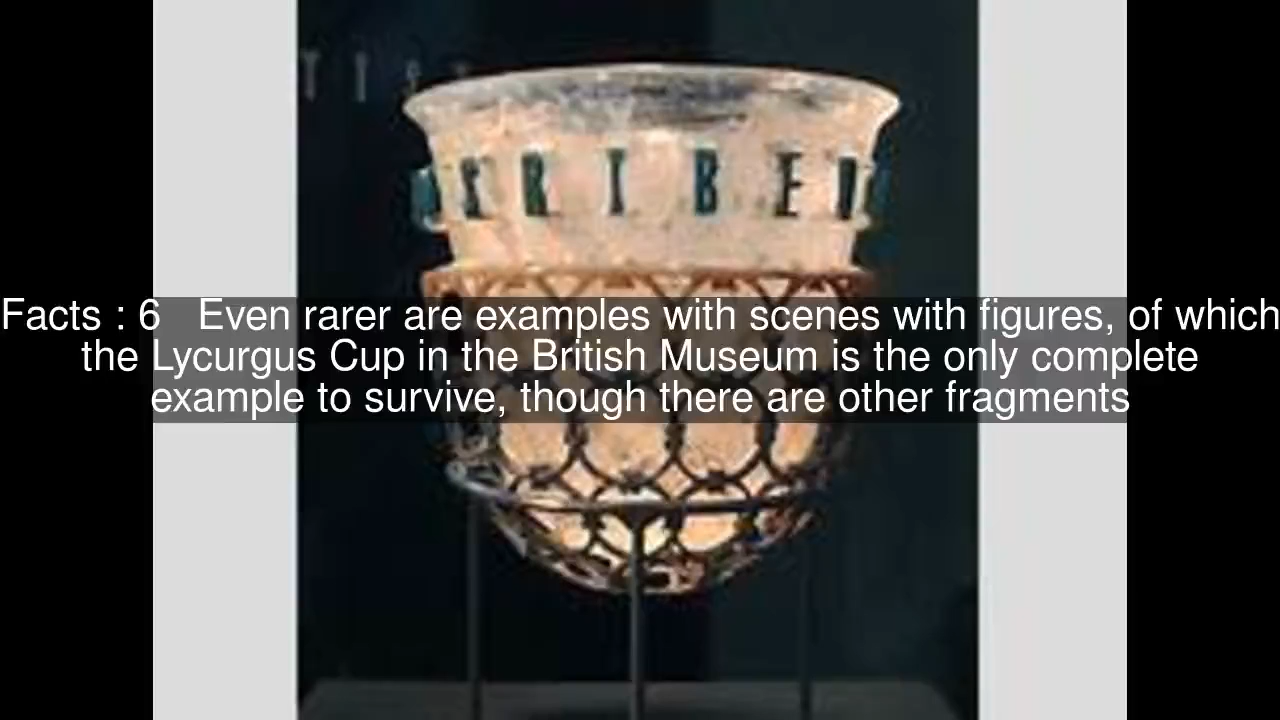 RIBE
Facts : 6 Even rarer are examples with scenes with figures, of which
the Lycurgus Cup in the British Museum is the only complete
example to survive, though there are other fragments